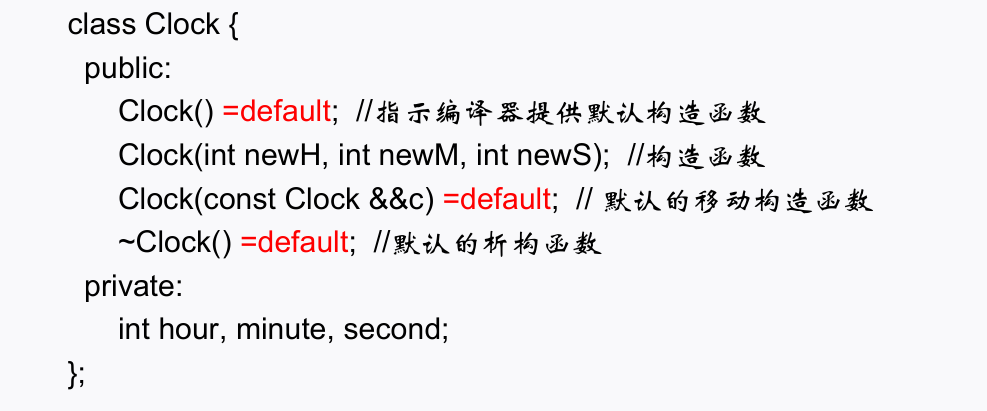 class Clock {
public:
Clock() =default; //指示编译器提供默认构造函数
Clock(int newH, int newM, int newS); //构造函数
Clock(const Clock &&c) =default; // 默认的移动构造函数
~Clock() =default; //默认的析构函数
private:
int hour, minute, second;
};